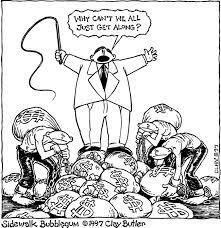 WHY CAN'T WE ALL
JUST GET ALONG?
Sidewalk Bubblegum ©1997 Clay Butler